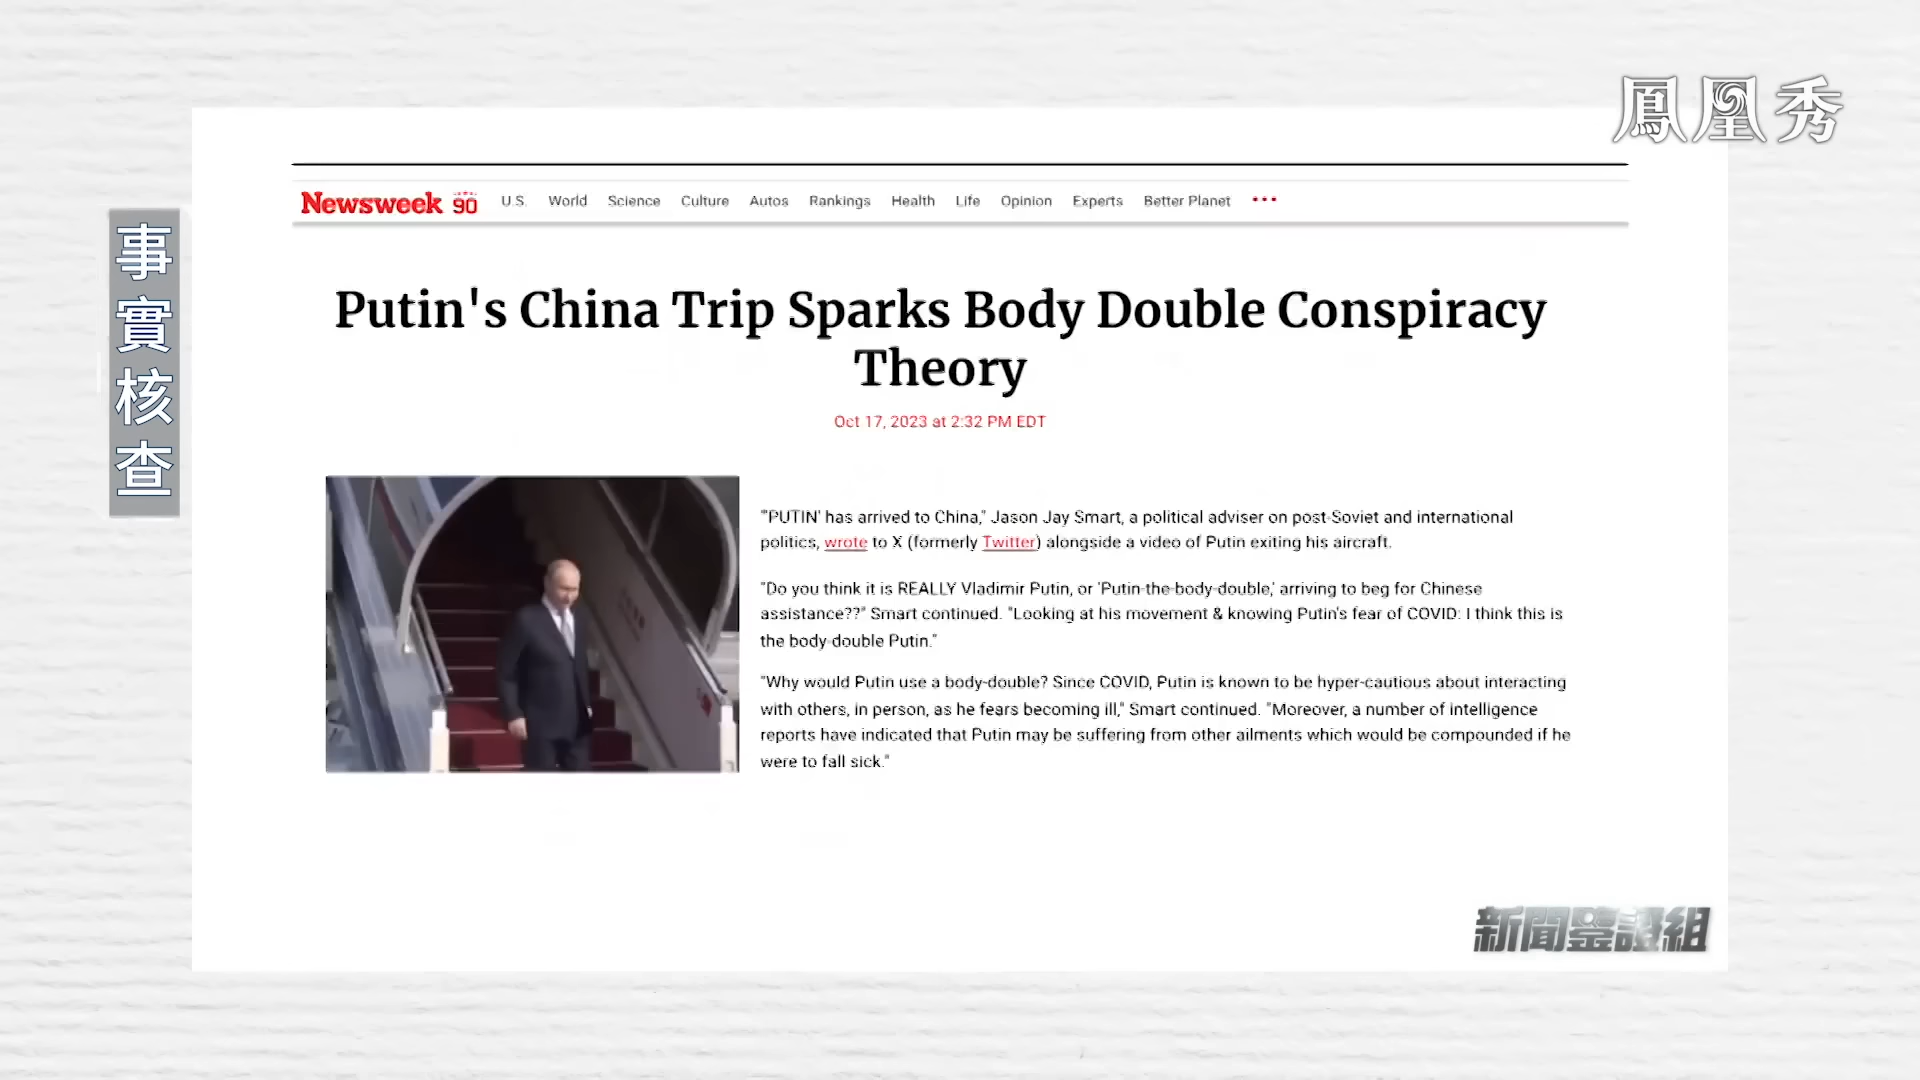 鳳凰秀
事實核查
Newsweek 90 U.S. World Science Culture Autos Rankings Health Life Opinion Experts Better Planet •••
Putin's China Trip Sparks Body Double Conspiracy
Theory
Oct 17, 2023 at 2:32 PM EDT
"'PUTIN' has arrived to China," Jason Jay Smart, a political adviser on post-Soviet and international
politics, wrote to X (formerly Twitter) alongside a video of Putin exiting his aircraft.
"Do you think it is REALLY Vladimir Putin, or 'Putin-the-body-double,' arriving to beg for Chinese
assistance??" Smart continued. "Looking at his movement & knowing Putin's fear of COVID: I think this is
the body-double Putin."
"Why would Putin use a body-double? Since COVID, Putin is known to be hyper-cautious about interacting
with others, in person, as he fears becoming ill," Smart continued. "Moreover, a number of intelligence
reports have indicated that Putin may be suffering from other ailments which would be compounded if he
were to fall sick."
新聞鑒證組